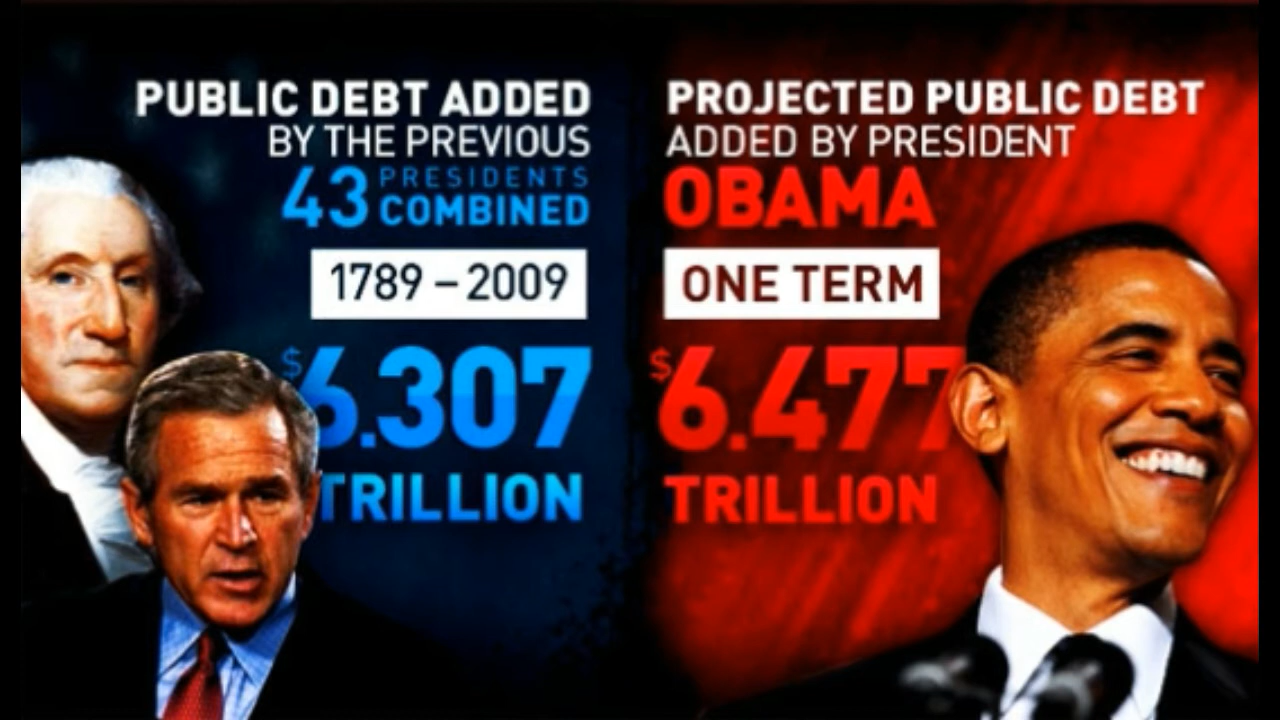 PUBLIC DEBT ADDED
BY THE PREVIOUS
43 PRESIDENTS
COMBINED
1789 – 2009
$6.307
TRILLION
PROJECTED PUBLIC DEBT
ADDED BY PRESIDENT
OBAMA
ONE TERM
$6.477
TRILLION